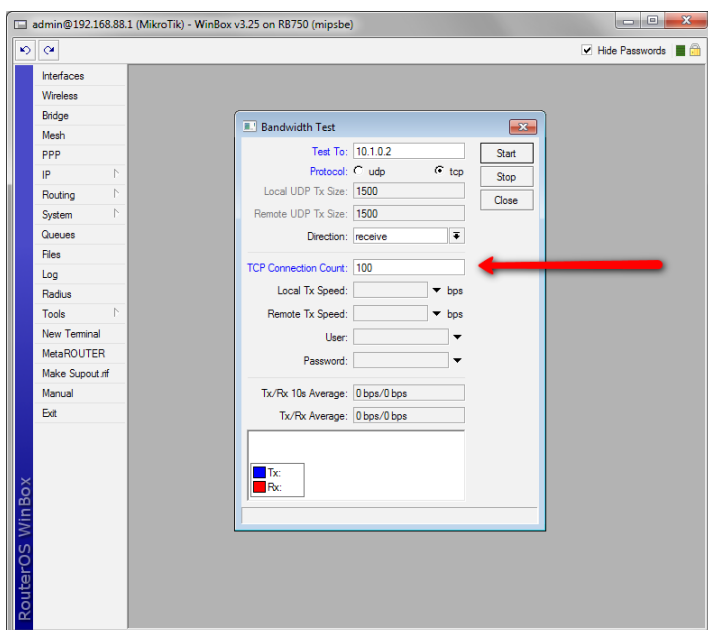 admin@192.168.88.1 (MikroTik) - WinBox v3.25 on RB750 (mipsbe)
Hide Passwords
Interfaces
Wireless
Bridge
Mesh
PPP
IP
Routing
System
Queues
Files
Log
Radius
Tools
New Terminal
MetaROUTER
Make Supout.rif
Manual
Exit
RouterOS WinBox
Bandwidth Test
Test To: 10.1.0.2
Start
Protocol: udp tcp
Stop
Local UDP Tx Size: 1500
Close
Remote UDP Tx Size: 1500
Direction: receive
TCP Connection Count: 100
Local Tx Speed: bps
Remote Tx Speed: bps
User:
Password:
Tx/Rx 10s Average: 0 bps/0 bps
Tx/Rx Average: 0 bps/0 bps
Tx:
Rx: